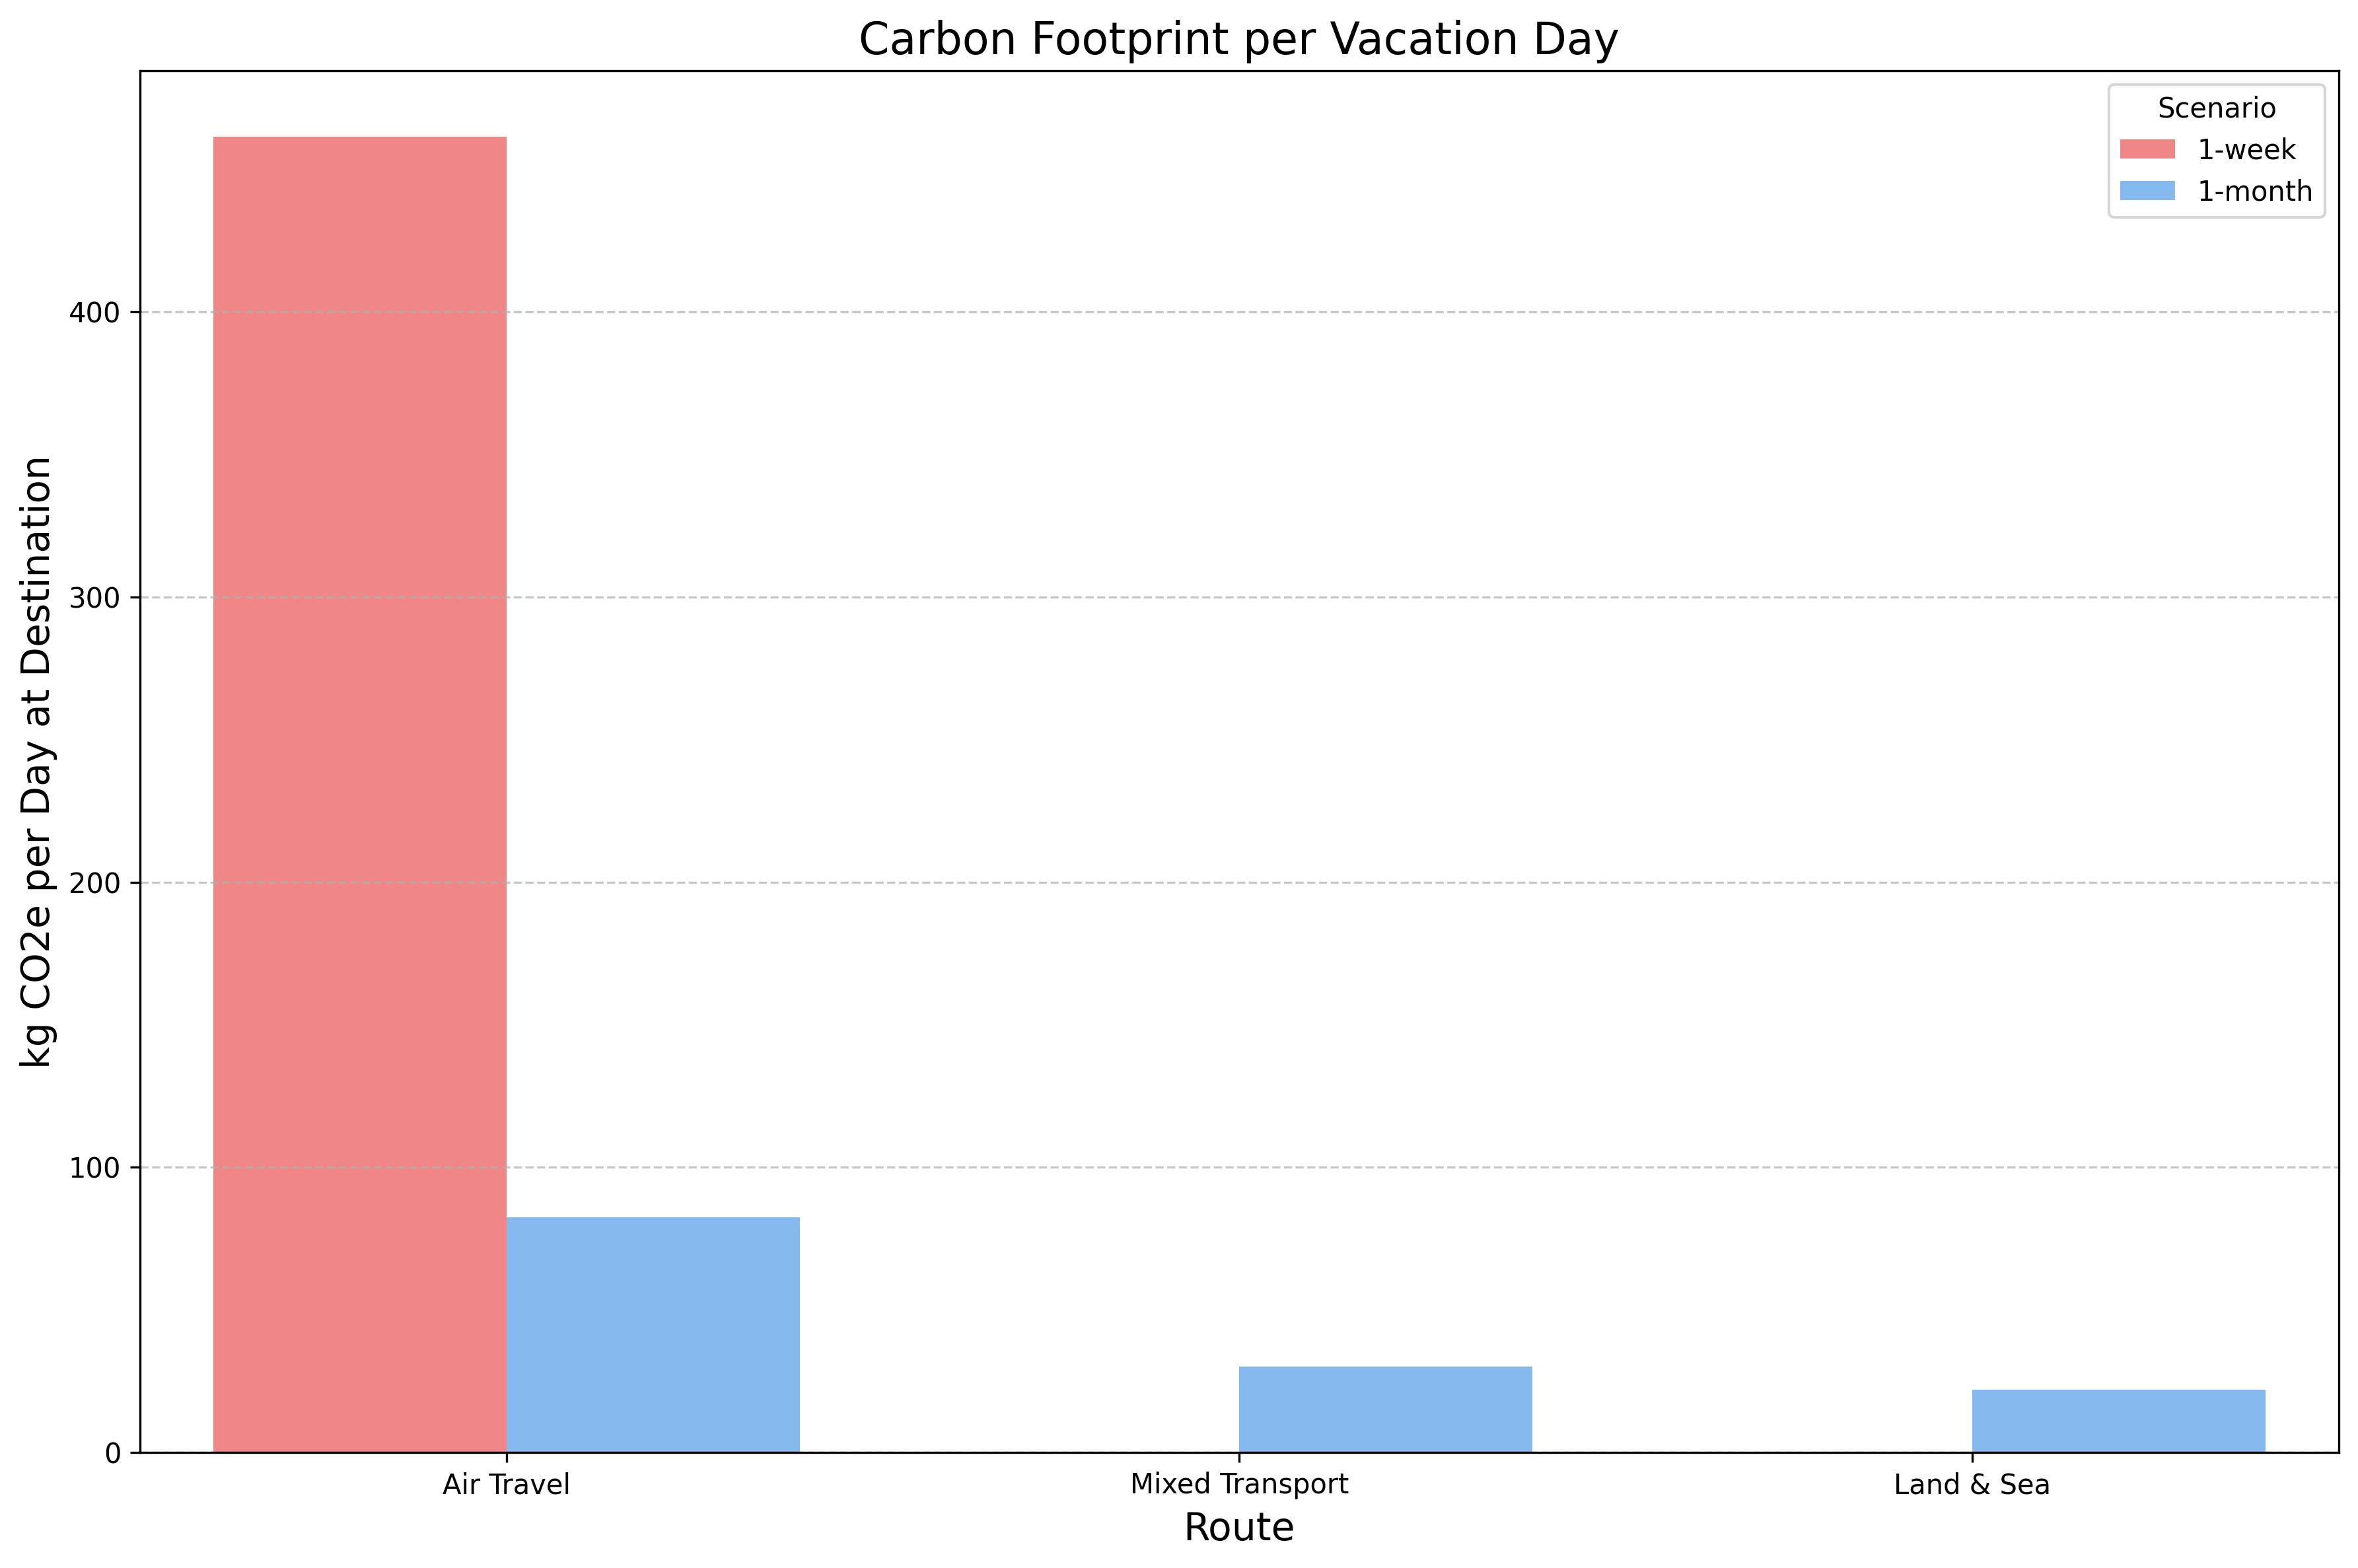 Carbon Footprint per Vacation Day
Scenario
1-week
1-month
kg CO2e per Day at Destination
400
300
200
100
0
Air Travel
Mixed Transport
Land & Sea
Route